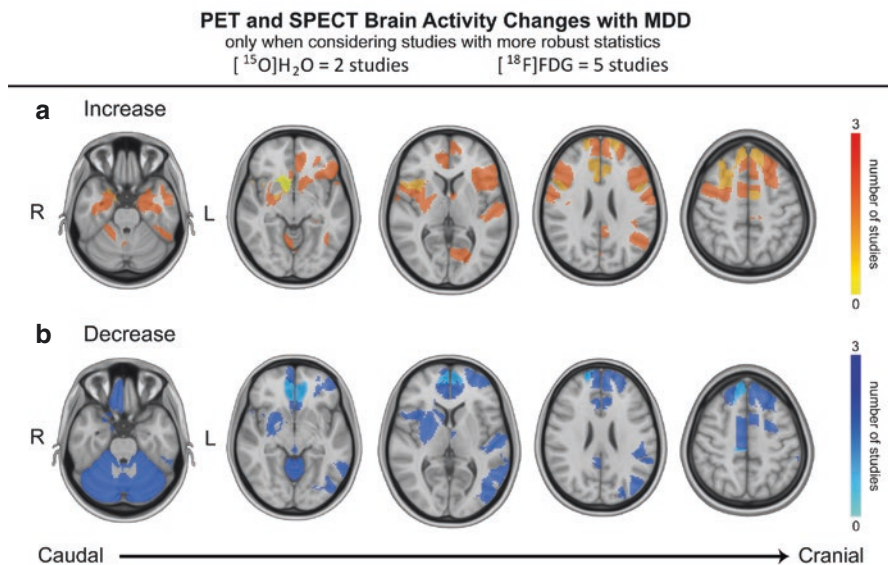 PET and SPECT Brain Activity Changes with MDD
only when considering studies with more robust statistics
[ ¹⁵O]H₂O = 2 studies [ ¹⁸F]FDG = 5 studies
a Increase
R L
3
number of studies
0
b Decrease
R L
3
number of studies
0
Caudal Cranial